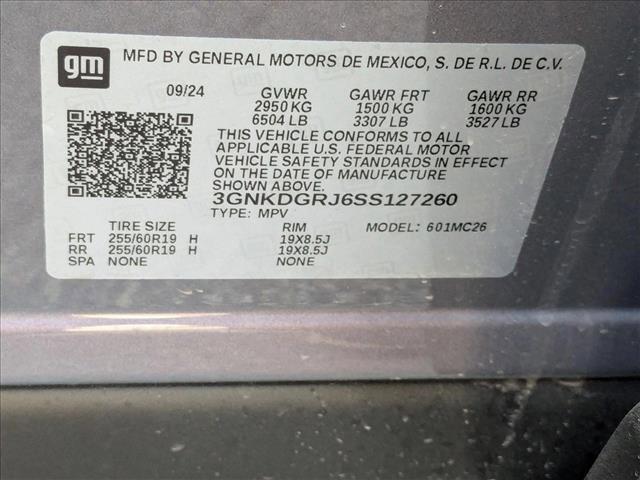 gm
MFD BY GENERAL MOTORS DE MEXICO, S. DE R.L. DE C.V.
09/24 GVWR GAWR FRT GAWR RR
2950 KG 1500 KG 1600 KG
6504 LB 3307 LB 3527 LB
THIS VEHICLE CONFORMS TO ALL
APPLICABLE U.S. FEDERAL MOTOR
VEHICLE SAFETY STANDARDS IN EFFECT
ON THE DATE OF MANUFACTURE
SHOWN ABOVE.
3GNKDGRJ6SS127260
TYPE: MPV MODEL: 601MC26
TIRE SIZE RIM
FRT 255/60R19 H 19X8.5J
RR 255/60R19 H 19X8.5J
SPA NONE NONE